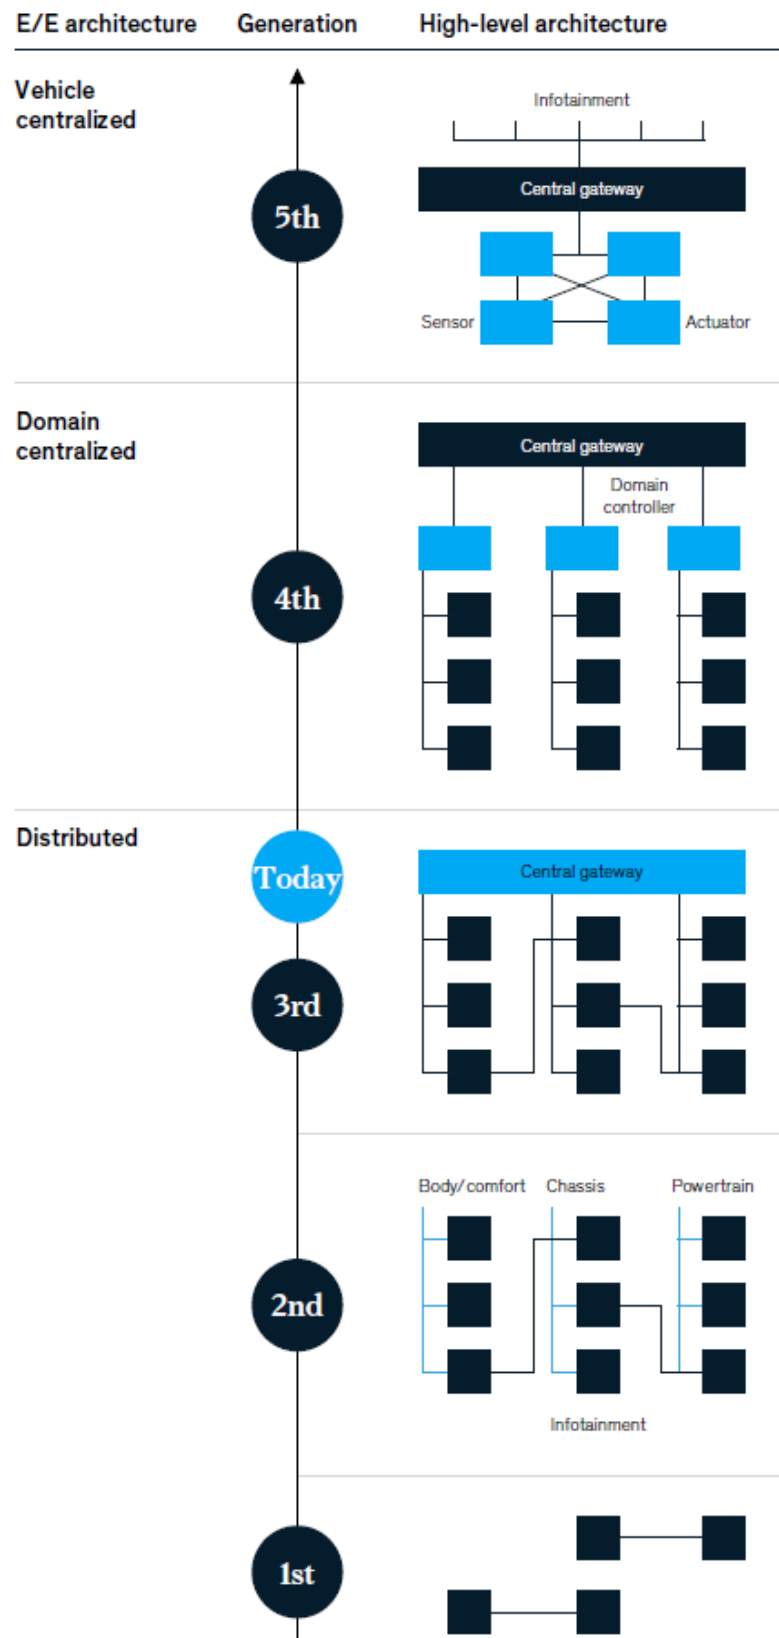 E/E architecture Generation High-level architecture
Vehicle
centralized
Infotainment
Central gateway
5th
Sensor Actuator
Domain
centralized
Central gateway
Domain
controller
4th
Distributed
Today
Central gateway
3rd
Body/comfort Chassis Powertrain
2nd
Infotainment
1st